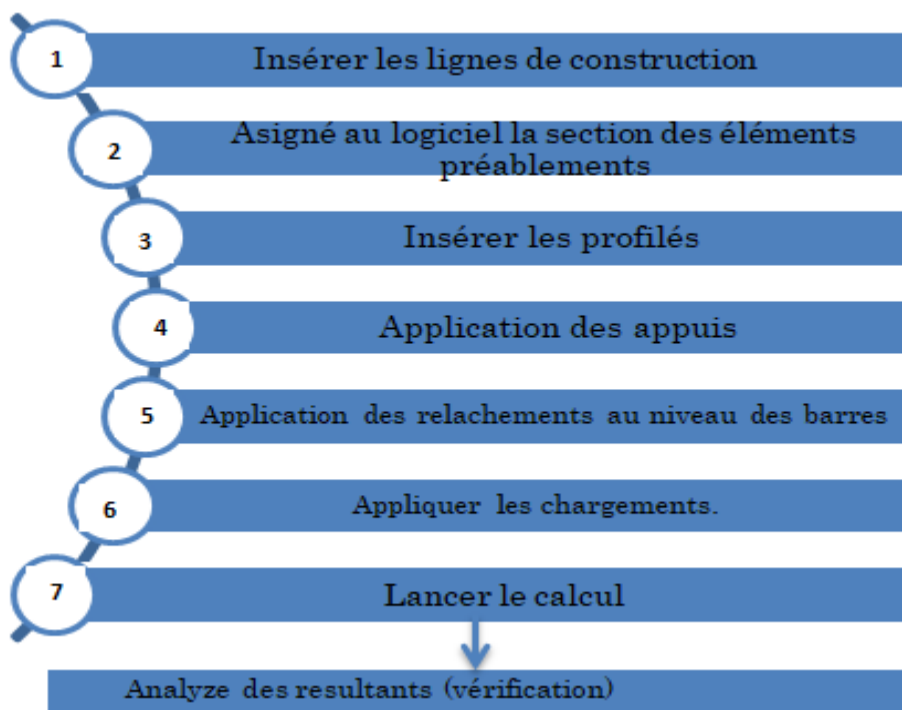 1
Insérer les lignes de construction
2
Asigné au logiciel la section des éléments
préablements
3
Insérer les profilés
4
Application des appuis
5
Application des relachements au niveau des barres
6
Appliquer les chargements.
7
Lancer le calcul
Analyze des resultants (vérification)